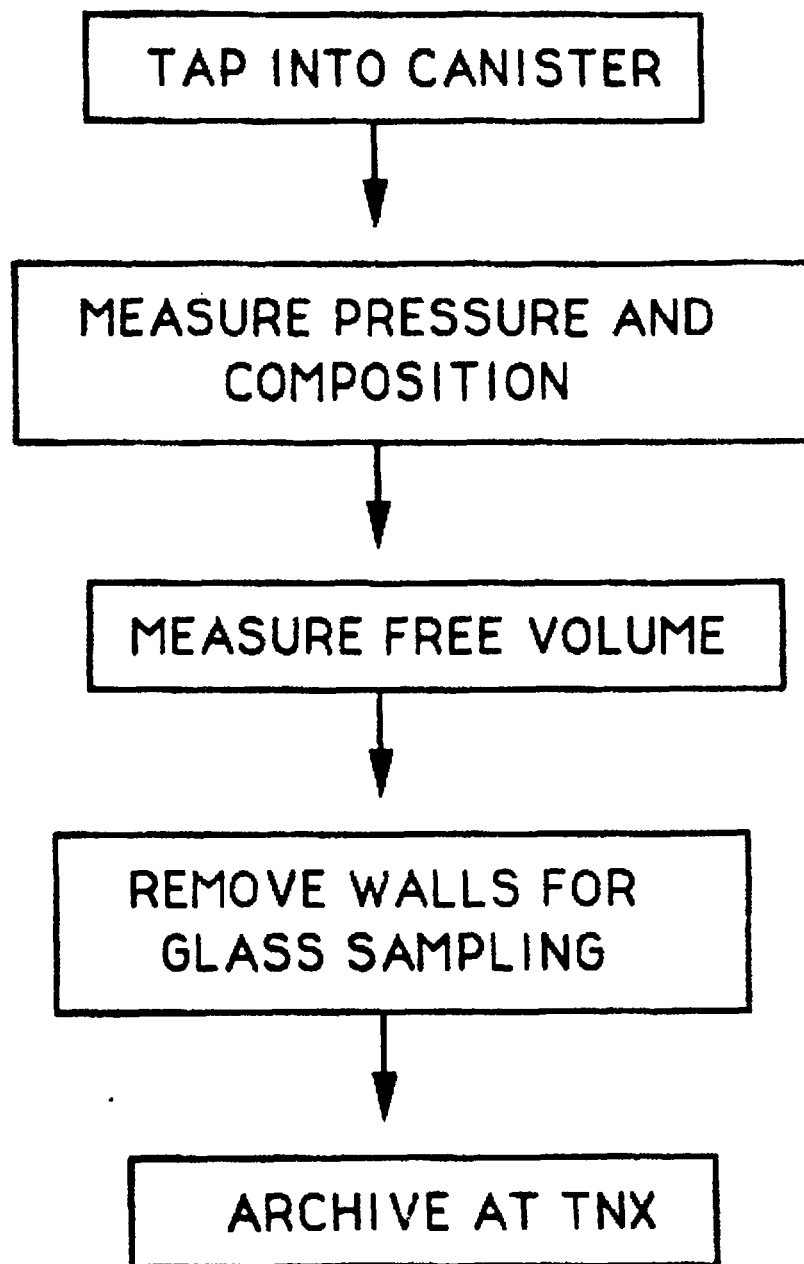 TAP INTO CANISTER
MEASURE PRESSURE AND
COMPOSITION
MEASURE FREE VOLUME
REMOVE WALLS FOR
GLASS SAMPLING
ARCHIVE AT TNX